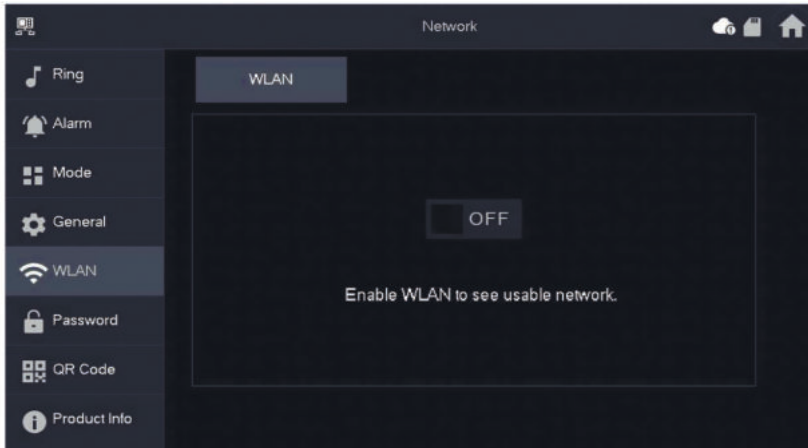 Network
Ring
WLAN
Alarm
Mode
General
OFF
WLAN
Enable WLAN to see usable network.
Password
QR Code
Product Info